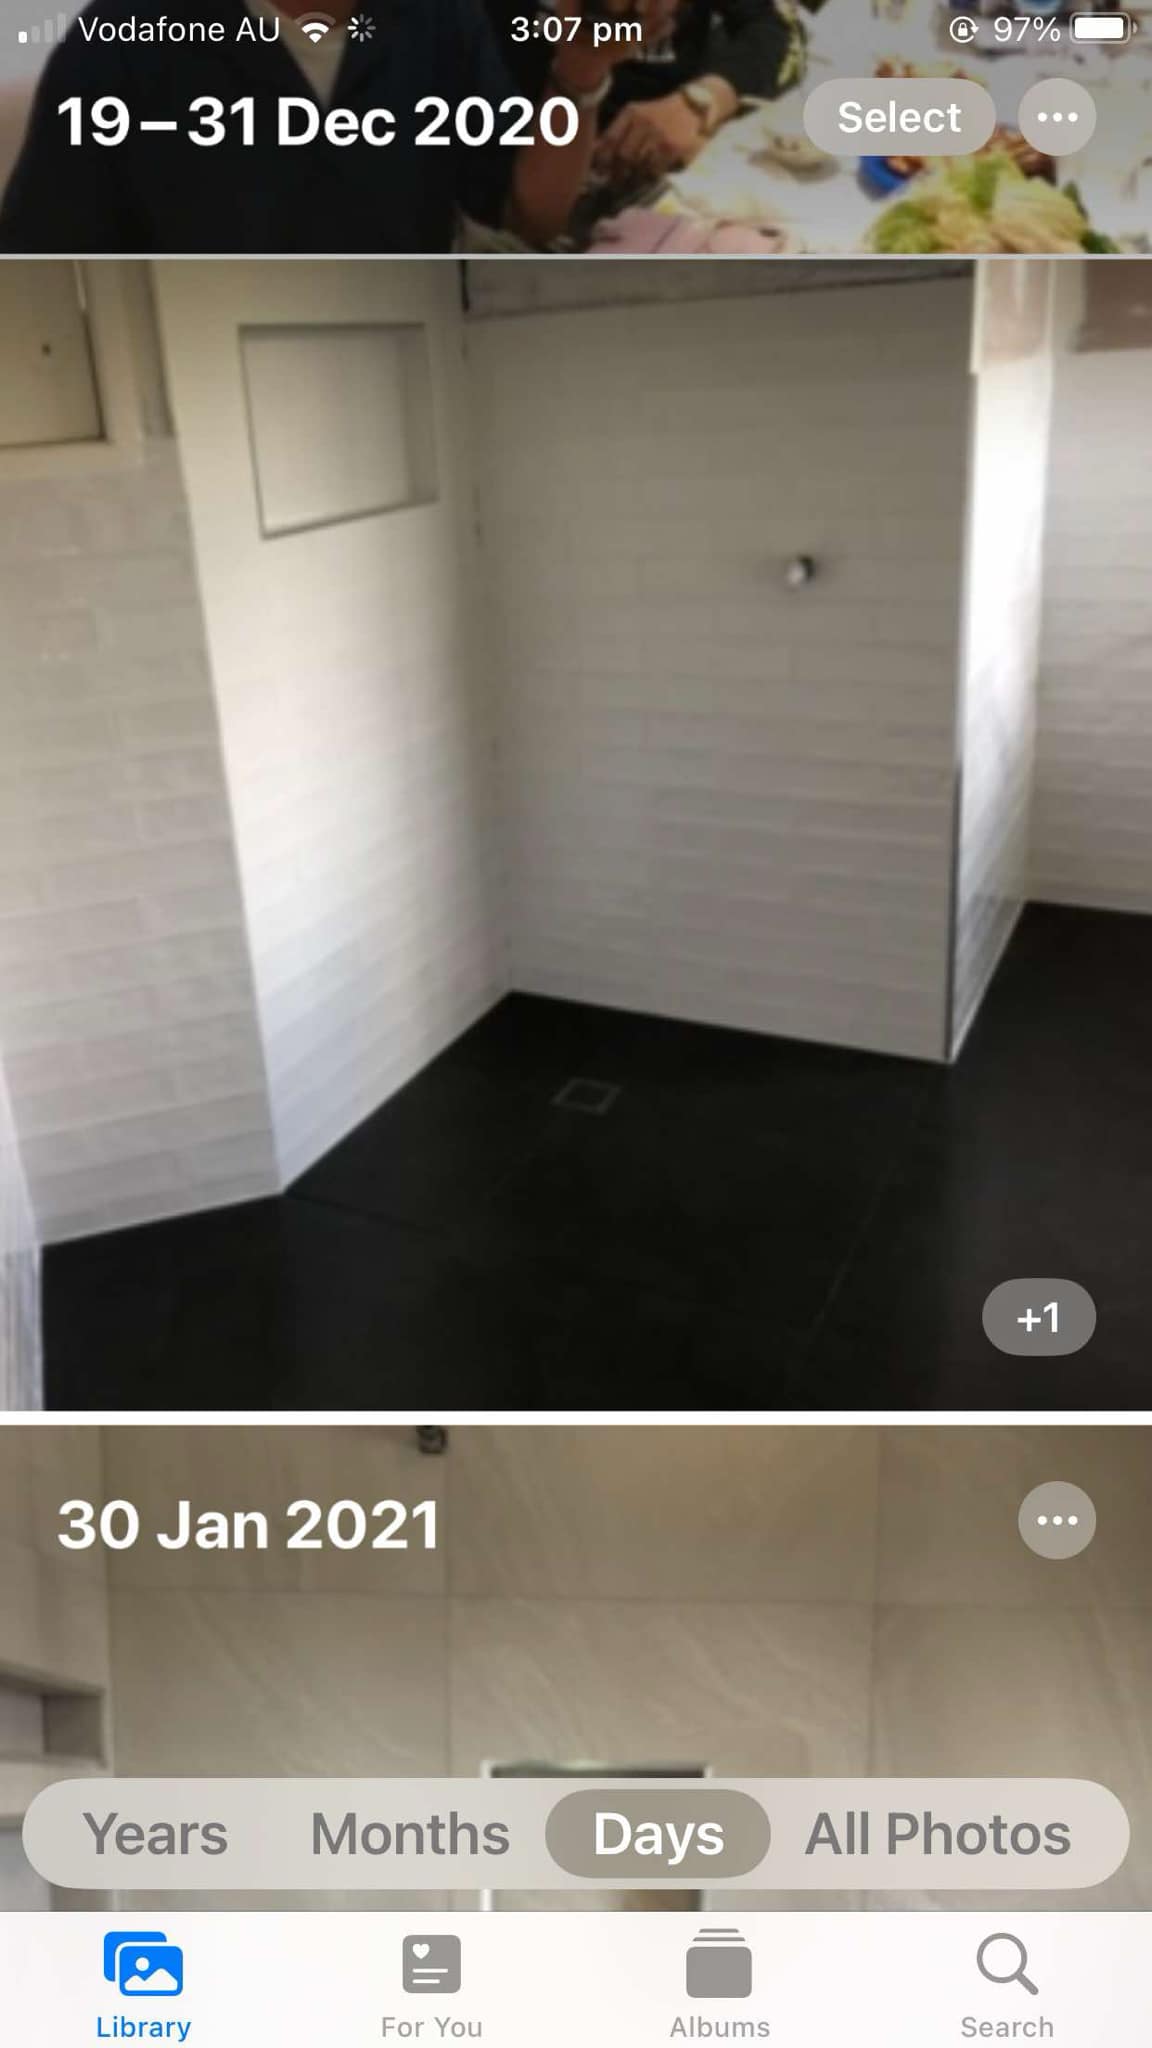 Vodafone AU 3:07 pm 97%
19–31 Dec 2020 Select
+1
30 Jan 2021
Years Months Days All Photos
Library For You Albums Search